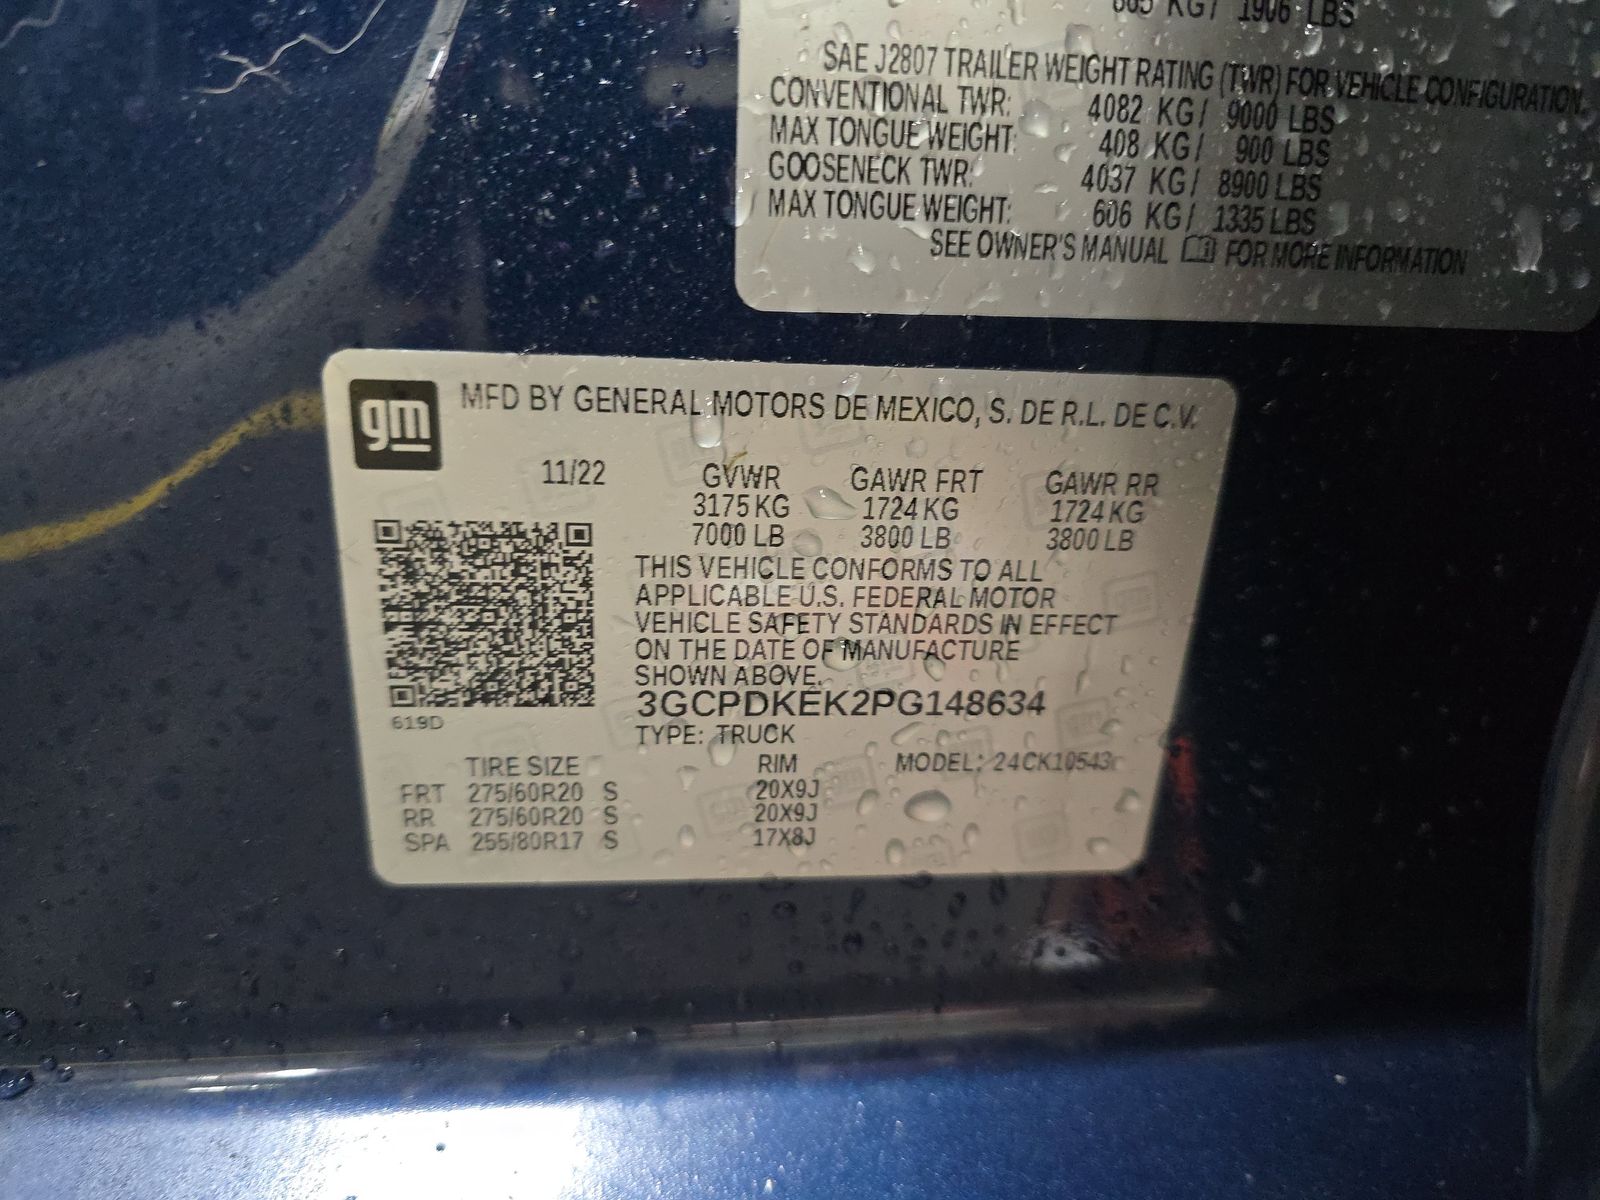 1906 LBS
SAE J2807 TRAILER WEIGHT RATING (TWR) FOR VEHICLE CONFIGURATION.
CONVENTIONAL TWR: 4082 KG/ 9000 LBS
MAX TONGUE WEIGHT: 408 KG/ 900 LBS
GOOSENECK TWR: 4037 KG/ 8900 LBS
MAX TONGUE WEIGHT: 606 KG/ 1335 LBS
SEE OWNER'S MANUAL FOR MORE INFORMATION
gm MFD BY GENERAL MOTORS DE MEXICO, S. DE R.L. DE C.V.
11/22 GVWR GAWR FRT GAWR RR
3175 KG 1724 KG 1724 KG
7000 LB 3800 LB 3800 LB
THIS VEHICLE CONFORMS TO ALL
APPLICABLE U.S. FEDERAL MOTOR
VEHICLE SAFETY STANDARDS IN EFFECT
ON THE DATE OF MANUFACTURE
SHOWN ABOVE.
3GCPDKEK2PG148634
619D
TYPE: TRUCK
TIRE SIZE RIM MODEL: 24CK10543
FRT 275/60R20 S 20X9J
RR 275/60R20 S 20X9J
SPA 255/80R17 S 17X8J